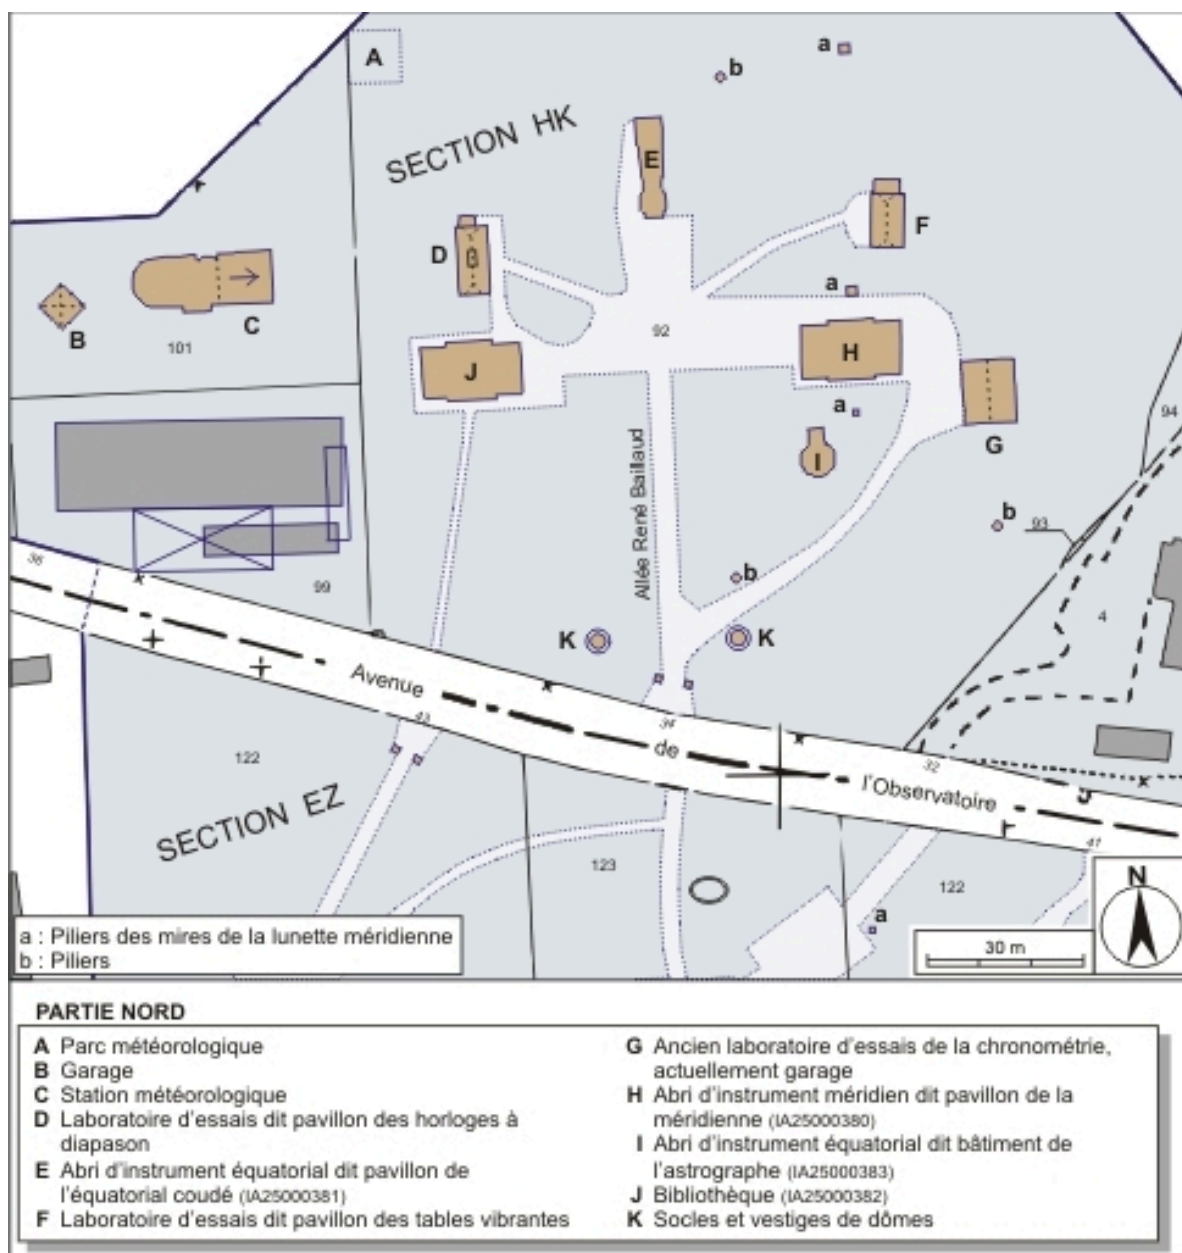 A
a
b
SECTION HK
E
F
D
B
a
B
C
101
92
H
J
94
a
G
I
Allée René Baillaud
b
93
36
99
b
4
K
K
Avenue
34
43
de
32
122
l'Observatoire
SECTION EZ
47
123
122
N
a
a : Piliers des mires de la lunette méridienne
b : Piliers
30 m
PARTIE NORD
A Parc météorologique
B Garage
C Station météorologique
D Laboratoire d'essais dit pavillon des horloges à
diapason
E Abri d'instrument équatorial dit pavillon de
l'équatorial coudé (IA25000381)
F Laboratoire d'essais dit pavillon des tables vibrantes
G Ancien laboratoire d'essais de la chronométrie,
actuellement garage
H Abri d'instrument méridien dit pavillon de la
méridienne (IA25000380)
I Abri d'instrument équatorial dit bâtiment de
l'astrographe (IA25000383)
J Bibliothèque (IA25000382)
K Socles et vestiges de dômes